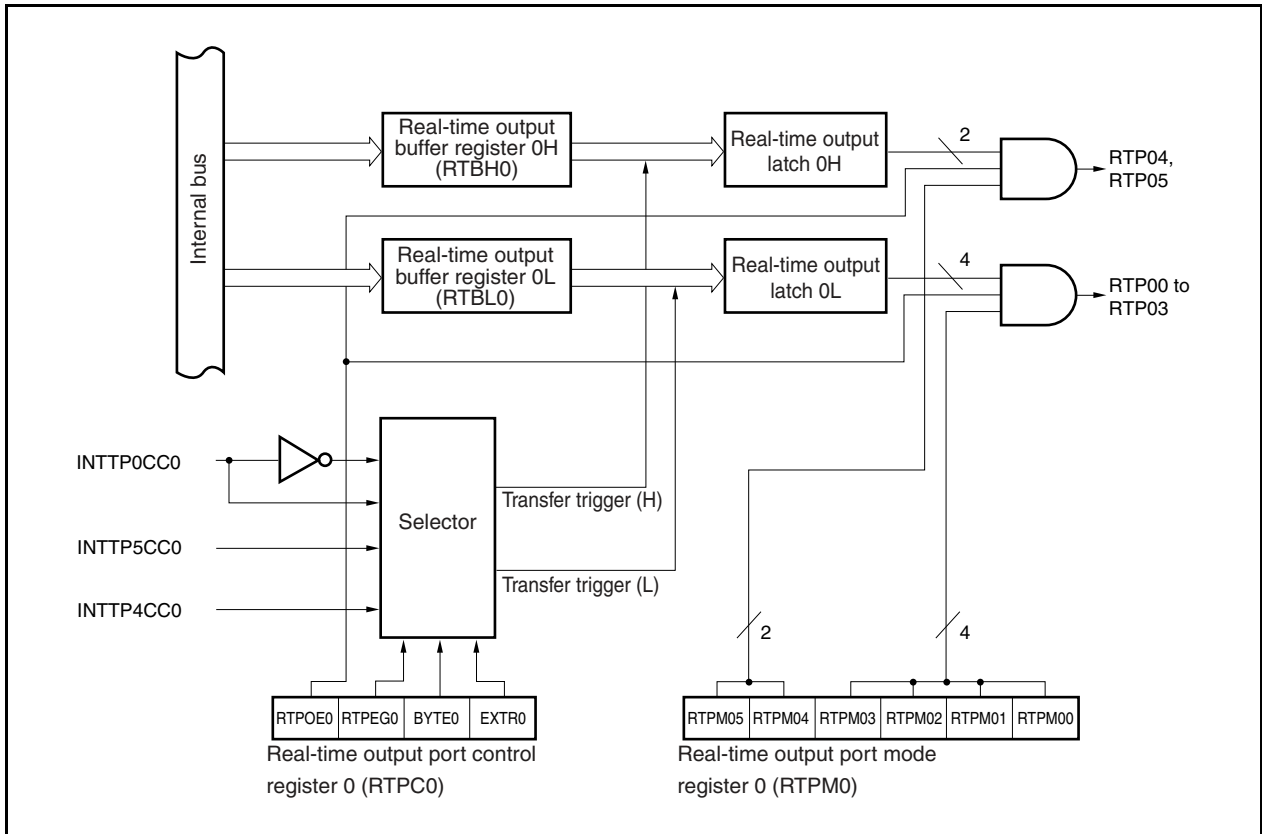 Internal bus
Real-time output
buffer register 0H
(RTBH0)
Real-time output
latch 0H
2
RTP04,
RTP05
Real-time output
buffer register 0L
(RTBL0)
Real-time output
latch 0L
4
RTP00 to
RTP03
INTTP0CC0
INTTP5CC0
INTTP4CC0
Selector
Transfer trigger (H)
Transfer trigger (L)
2
4
RTPOE0 RTPEG0 BYTE0 EXTR0
Real-time output port control
register 0 (RTPC0)
RTPM05 RTPM04 RTPM03 RTPM02 RTPM01 RTPM00
Real-time output port mode
register 0 (RTPM0)